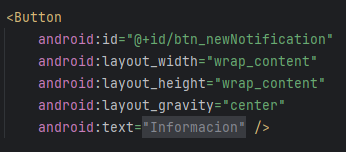 <Button
android:id="@+id/btn_newNotification"
android:layout_width="wrap_content"
android:layout_height="wrap_content"
android:layout_gravity="center"
android:text="Informacion" />